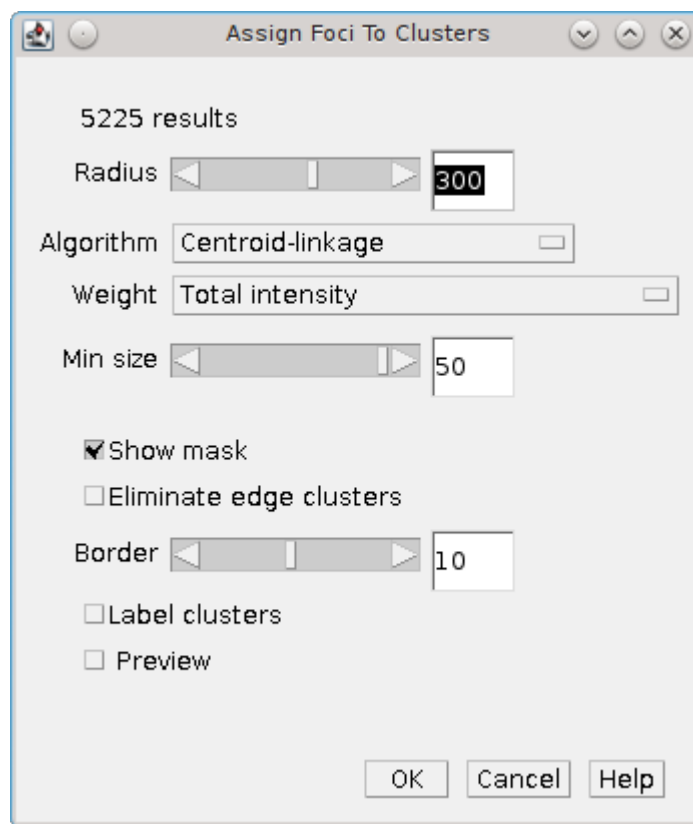 Assign Foci To Clusters
5225 results
Radius 300
Algorithm Centroid-linkage
Weight Total intensity
Min size 50
Show mask
Eliminate edge clusters
Border 10
Label clusters
Preview
OK Cancel Help